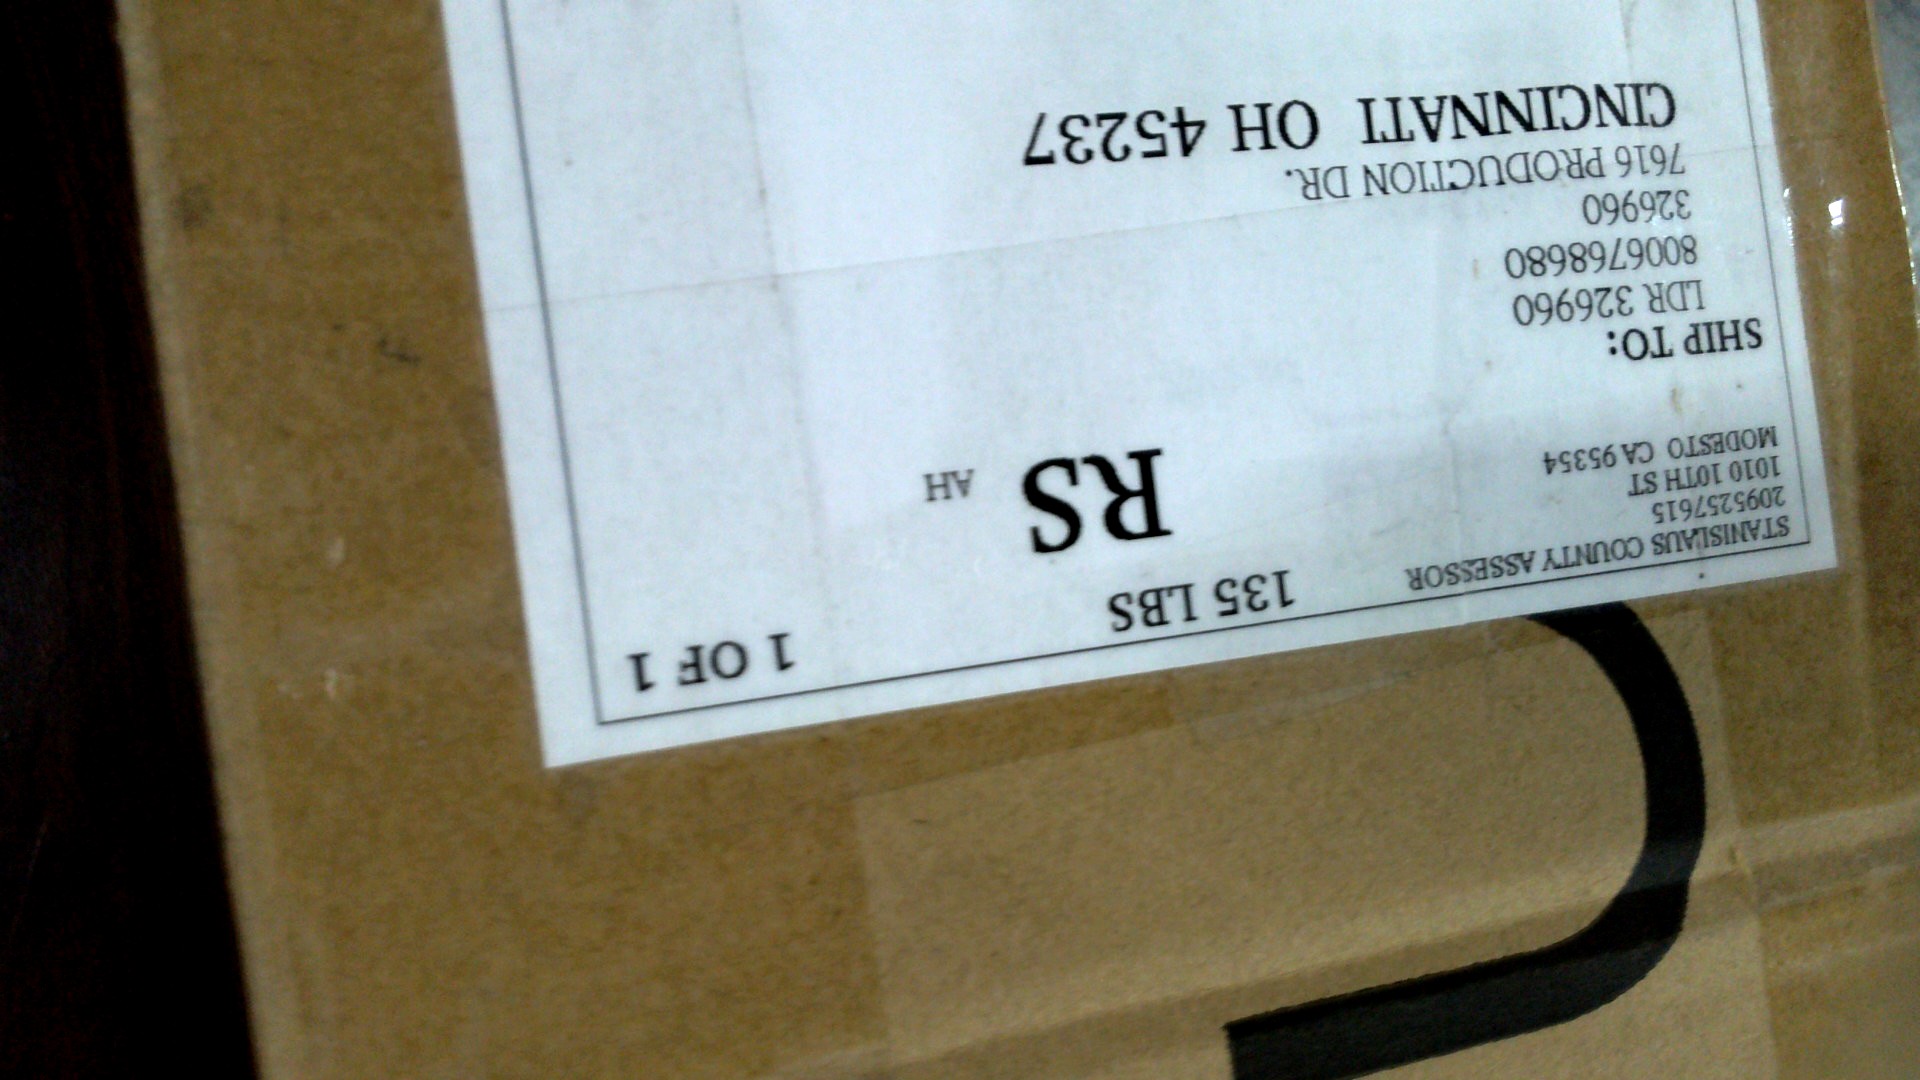 STANISLAUS COUNTY ASSESSOR
2095257615
1010 10TH ST
MODESTO CA 95354
135 LBS
1 OF 1
RS AH
SHIP TO:
LDR 326960
8006768680
326960
7616 PRODUCTION DR.
CINCINNATI OH 45237